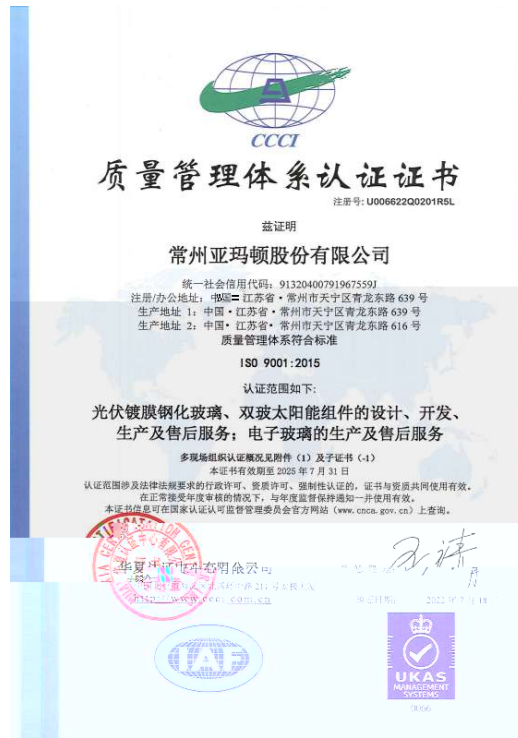 CCCI
质量管理体系认证证书
注册号: U006622Q0201R5L
兹证明
常州亚玛顿股份有限公司
统一社会信用代码: 91320400791967559J
注册/办公地址: 中国 江苏省·常州市天宁区青龙东路 639 号
生产地址 1: 中国·江苏省·常州市天宁区青龙东路 639 号
生产地址 2: 中国·江苏省·常州市天宁区青龙东路 616 号
质量管理体系符合标准
ISO 9001:2015
认证范围如下:
光伏镀膜钢化玻璃、双玻太阳能组件的设计、开发、
生产及售后服务; 电子玻璃的生产及售后服务
多现场组织认证概况见附件 (1) 及子证书 (-1)
本证书有效期至 2025 年 7 月 31 日
认证范围涉及法律法规要求的行政许可、资质许可、强制性认证的, 证书与资质共同使用有效。
在正常接受年度审核的情况下, 与年度监督保持通知一并使用有效。
本证书信息可在国家认证认可监督管理委员会官方网站 (www.cnca.gov.cn) 上查询。
http://www.ccci.com.cn
IAF
UKAS
MANAGEMENT
SYSTEMS
0066